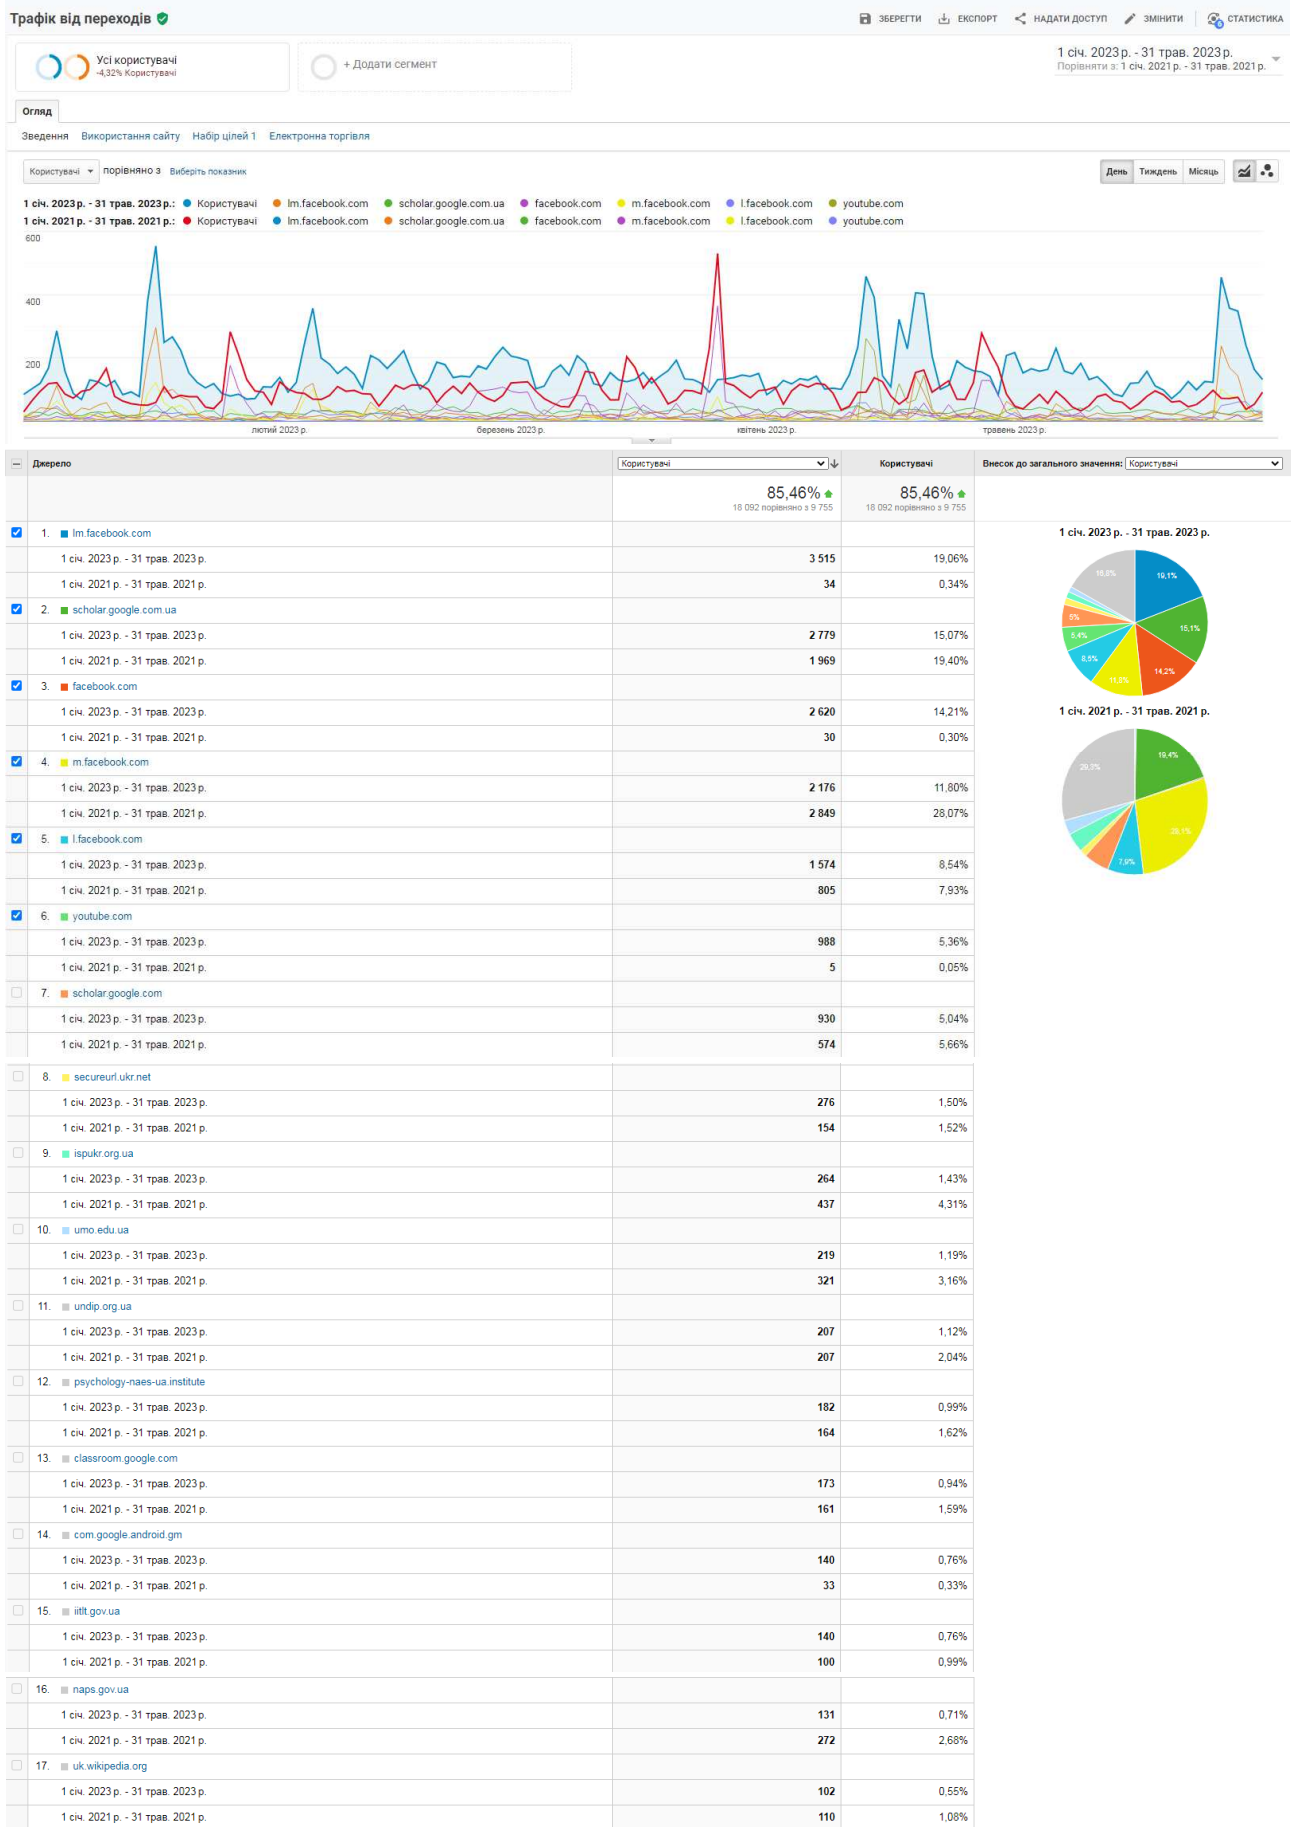 Трафік від переходів
ЗБЕРЕГТИ ЕКСПОРТ НАДАТИ ДОСТУП ЗМІНИТИ СТАТИСТИКА
Усі користувачі
-4,32% Користувачі
+ Додати сегмент
1 січ. 2023 р. - 31 трав. 2023 р.
Порівняти з: 1 січ. 2021 р. - 31 трав. 2021 р.
Огляд
Зведення Використання сайту Набір цілей 1 Електронна торгівля
Користувачі порівняно з Виберіть показник
День Тиждень Місяць
1 січ. 2023 р. - 31 трав. 2023 р.: Користувачі lm.facebook.com scholar.google.com.ua facebook.com m.facebook.com l.facebook.com youtube.com
1 січ. 2021 р. - 31 трав. 2021 р.: Користувачі lm.facebook.com scholar.google.com.ua facebook.com m.facebook.com l.facebook.com youtube.com
600
400
200
лютий 2023 р. березень 2023 р. квітень 2023 р. травень 2023 р.
Джерело Користувачі Користувачі Внесок до загального значення: Користувачі
85,46% 85,46%
18 092 порівняно з 9 755 18 092 порівняно з 9 755
1. lm.facebook.com
1 січ. 2023 р. - 31 трав. 2023 р. 3 515 19,06%
1 січ. 2021 р. - 31 трав. 2021 р. 34 0,34%
2. scholar.google.com.ua
1 січ. 2023 р. - 31 трав. 2023 р. 2 779 15,07%
1 січ. 2021 р. - 31 трав. 2021 р. 1 969 19,40%
3. facebook.com
1 січ. 2023 р. - 31 трав. 2023 р. 2 620 14,21%
1 січ. 2021 р. - 31 трав. 2021 р. 30 0,30%
4. m.facebook.com
1 січ. 2023 р. - 31 трав. 2023 р. 2 176 11,80%
1 січ. 2021 р. - 31 трав. 2021 р. 2 849 28,07%
5. l.facebook.com
1 січ. 2023 р. - 31 трав. 2023 р. 1 574 8,54%
1 січ. 2021 р. - 31 трав. 2021 р. 805 7,93%
6. youtube.com
1 січ. 2023 р. - 31 трав. 2023 р. 988 5,36%
1 січ. 2021 р. - 31 трав. 2021 р. 5 0,05%
7. scholar.google.com
1 січ. 2023 р. - 31 трав. 2023 р. 930 5,04%
1 січ. 2021 р. - 31 трав. 2021 р. 574 5,66%
8. secureurl.ukr.net
1 січ. 2023 р. - 31 трав. 2023 р. 276 1,50%
1 січ. 2021 р. - 31 трав. 2021 р. 154 1,52%
9. ispukr.org.ua
1 січ. 2023 р. - 31 трав. 2023 р. 264 1,43%
1 січ. 2021 р. - 31 трав. 2021 р. 437 4,31%
10. umo.edu.ua
1 січ. 2023 р. - 31 трав. 2023 р. 219 1,19%
1 січ. 2021 р. - 31 трав. 2021 р. 321 3,16%
11. undip.org.ua
1 січ. 2023 р. - 31 трав. 2023 р. 207 1,12%
1 січ. 2021 р. - 31 трав. 2021 р. 207 2,04%
12. psychology-naes-ua.institute
1 січ. 2023 р. - 31 трав. 2023 р. 182 0,99%
1 січ. 2021 р. - 31 трав. 2021 р. 164 1,62%
13. classroom.google.com
1 січ. 2023 р. - 31 трав. 2023 р. 173 0,94%
1 січ. 2021 р. - 31 трав. 2021 р. 161 1,59%
14. com.google.android.gm
1 січ. 2023 р. - 31 трав. 2023 р. 140 0,76%
1 січ. 2021 р. - 31 трав. 2021 р. 33 0,33%
15. iitlt.gov.ua
1 січ. 2023 р. - 31 трав. 2023 р. 140 0,76%
1 січ. 2021 р. - 31 трав. 2021 р. 100 0,99%
16. naps.gov.ua
1 січ. 2023 р. - 31 трав. 2023 р. 131 0,71%
1 січ. 2021 р. - 31 трав. 2021 р. 272 2,68%
17. uk.wikipedia.org
1 січ. 2023 р. - 31 трав. 2023 р. 102 0,55%
1 січ. 2021 р. - 31 трав. 2021 р. 110 1,08%
1 січ. 2023 р. - 31 трав. 2023 р.
19,1%
15,1%
14,2%
8,5%
5,4%
5%
1 січ. 2021 р. - 31 трав. 2021 р.
19,4%
28,1%
7,9%